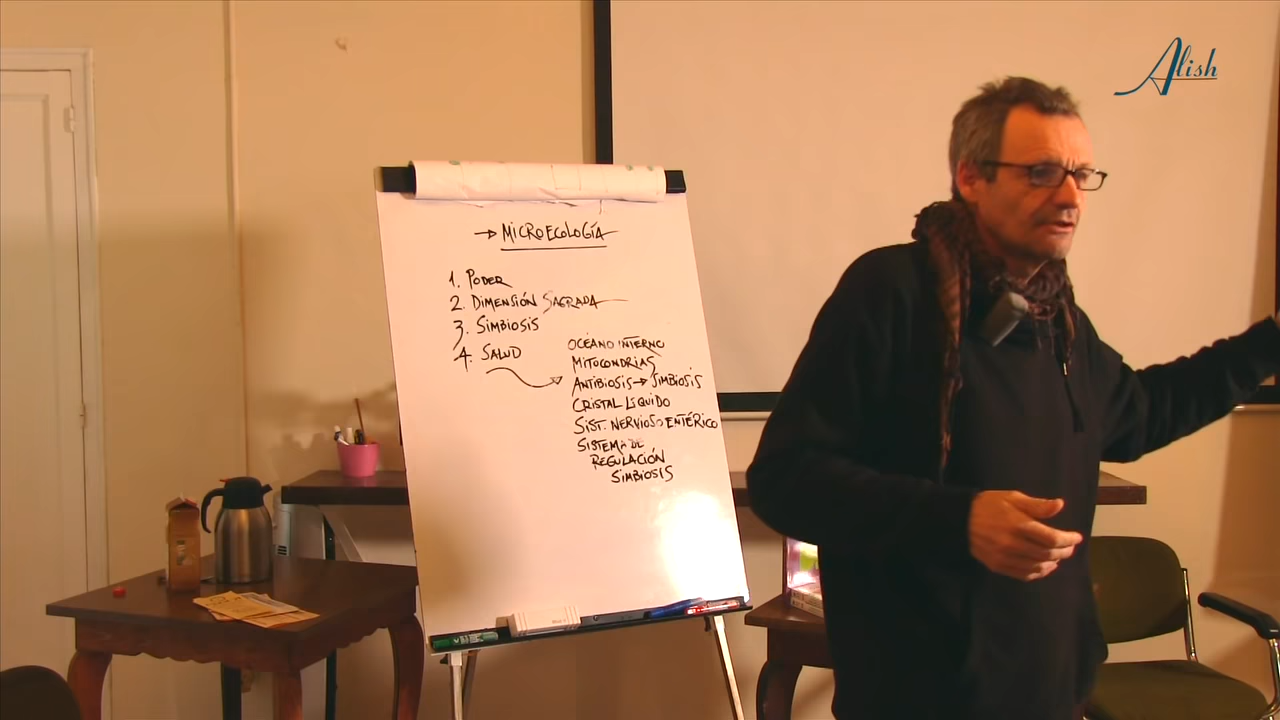 Alish
→ MICROECOLOGÍA
1. PODER
2. DIMENSIÓN SAGRADA
3. SIMBIOSIS
4. SALUD
OCÉANO INTERNO
MITOCONDRIAS
ANTIBIOSIS → SIMBIOSIS
CRISTAL LÍQUIDO
SIST. NERVIOSO ENTÉRICO
SISTEMA DE
REGULACIÓN
SIMBIOSIS